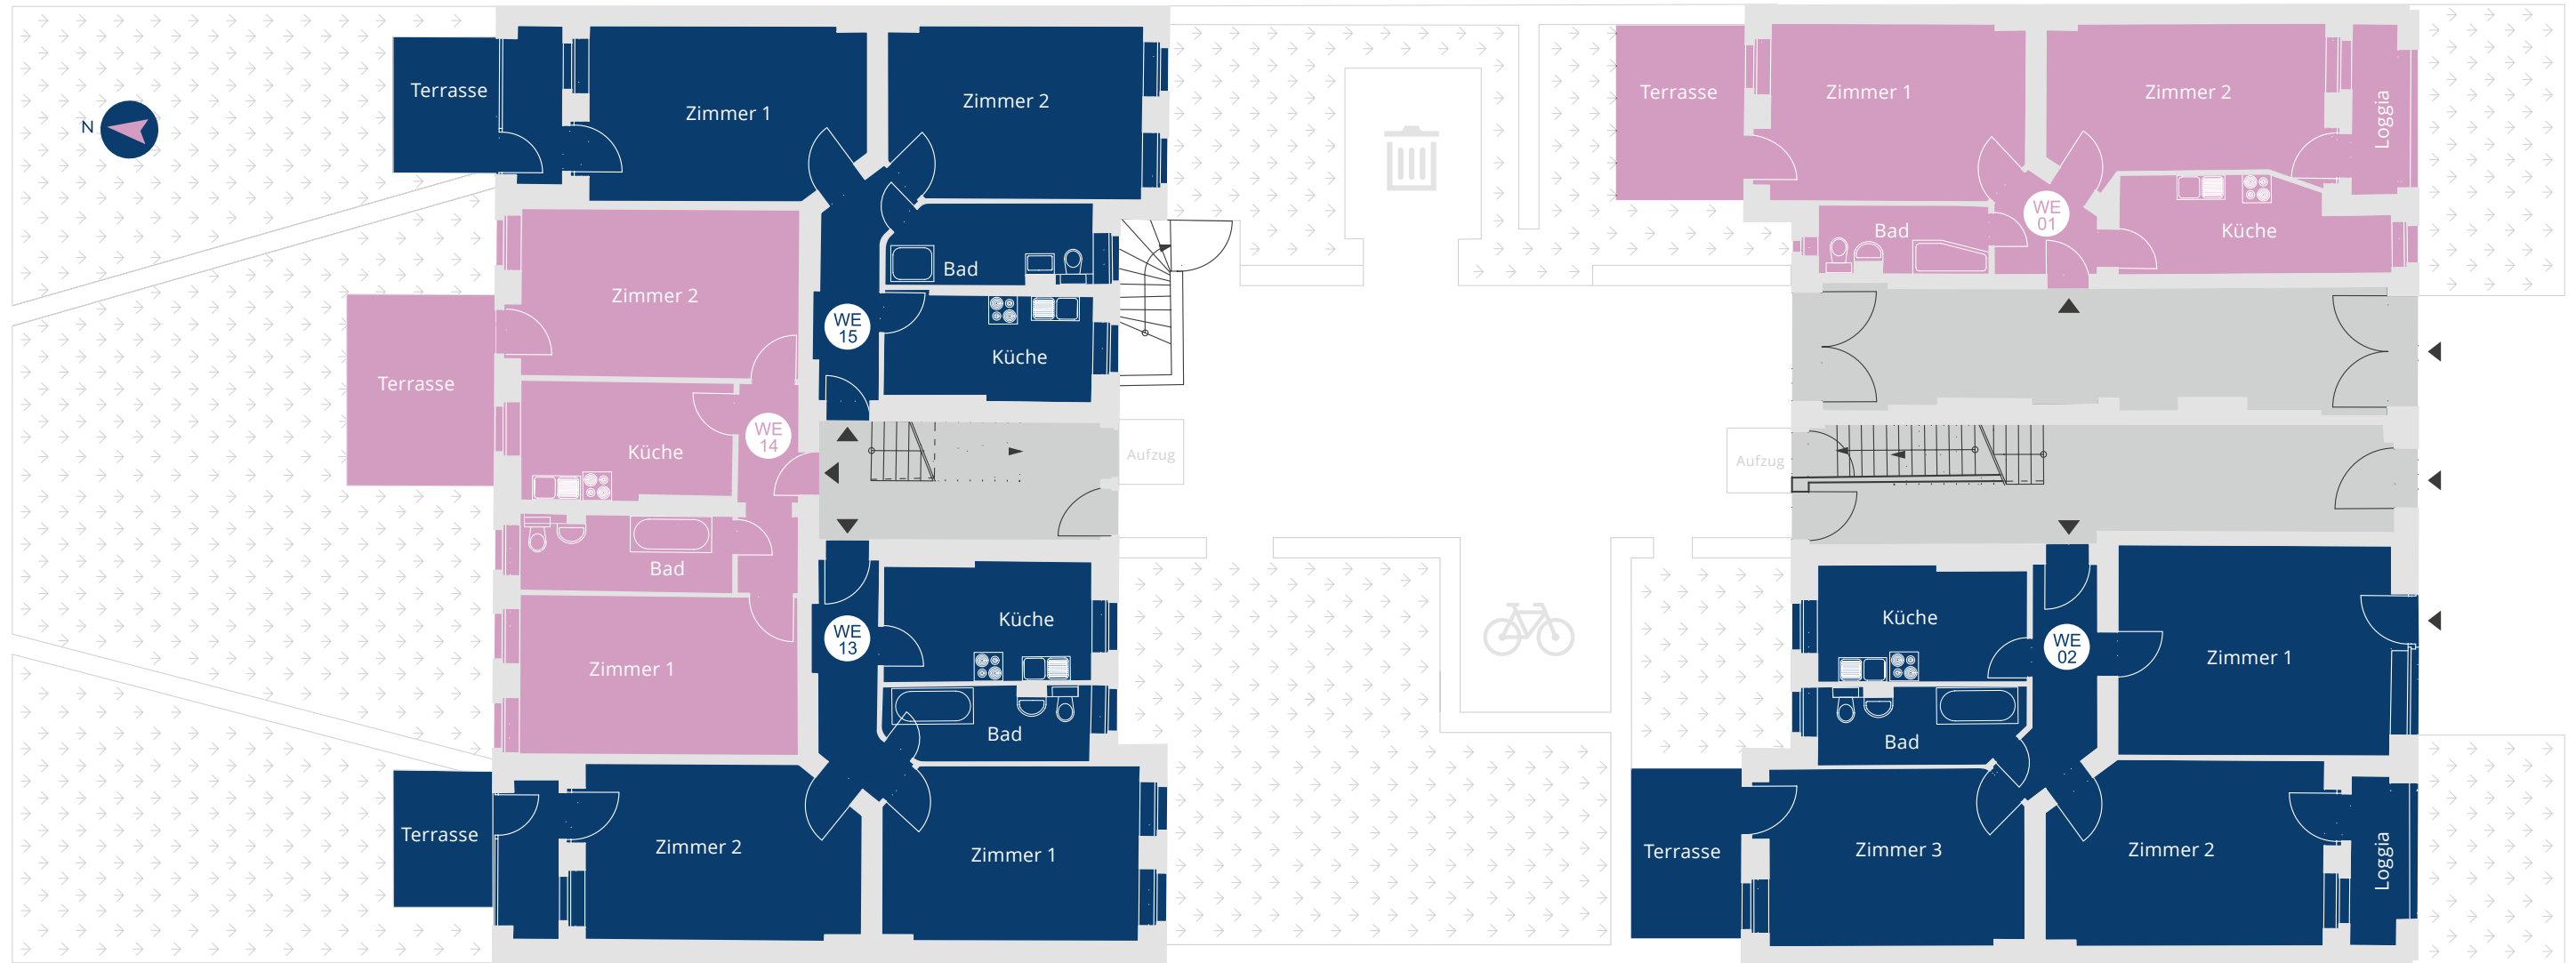 N
Terrasse
Zimmer 1
Zimmer 2
Bad
Küche
WE
15
Zimmer 2
Terrasse
Küche
WE
14
Bad
Zimmer 1
Aufzug
WE
13
Küche
Bad
Terrasse
Zimmer 2
Zimmer 1
Terrasse
Zimmer 1
Zimmer 2
Loggia
WE
01
Bad
Küche
Aufzug
Küche
WE
02
Zimmer 1
Bad
Terrasse
Zimmer 3
Zimmer 2
Loggia